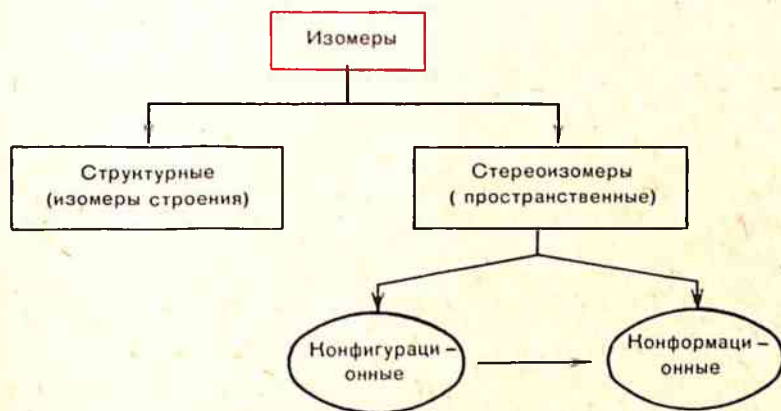 Изомеры
Структурные
(изомеры строения)
Стереоизомеры
( пространственные)
Конфигураци –
онные
Конформаци –
онные